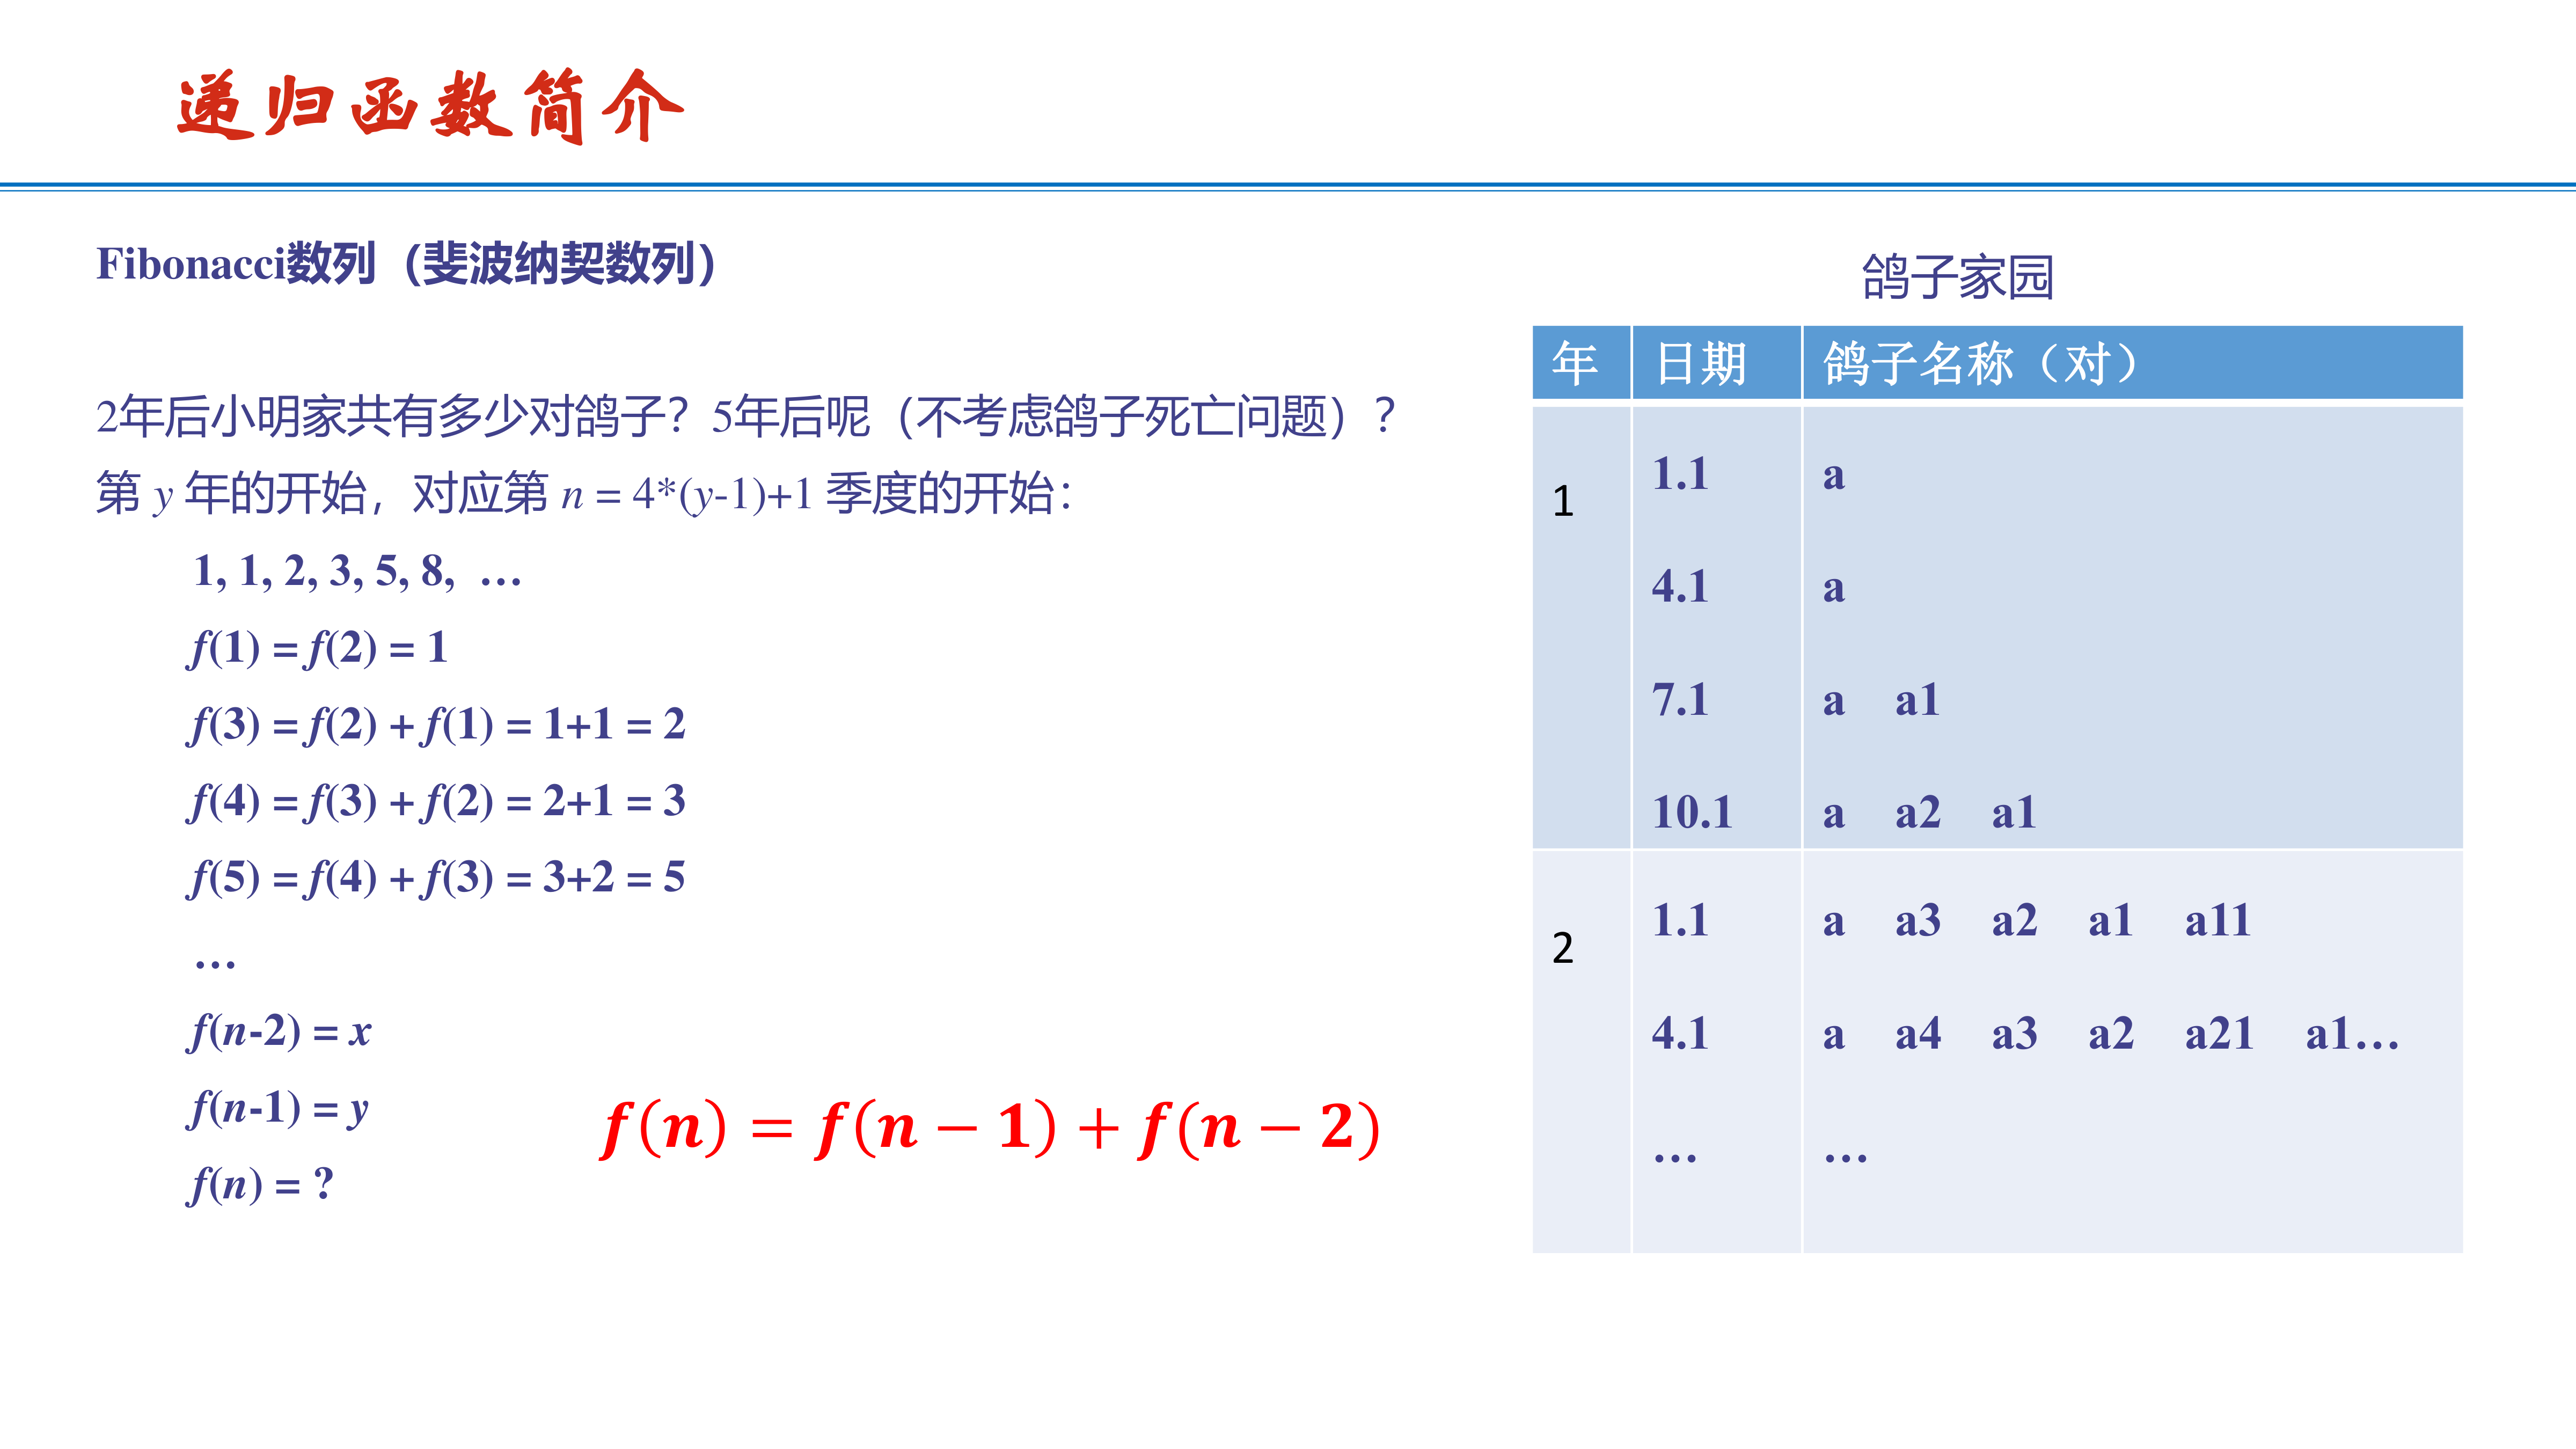 递归函数简介
Fibonacci数列（斐波纳契数列）
2年后小明家共有多少对鸽子？5年后呢（不考虑鸽子死亡问题）？
第 y 年的开始，对应第 n = 4*(y-1)+1 季度的开始：
1, 1, 2, 3, 5, 8, …
f(1) = f(2) = 1
f(3) = f(2) + f(1) = 1+1 = 2
f(4) = f(3) + f(2) = 2+1 = 3
f(5) = f(4) + f(3) = 3+2 = 5
…
f(n-2) = x
f(n-1) = y
f(n) = ?
f(n) = f(n − 1) + f(n − 2)
鸽子家园
年 日期 鸽子名称（对）
1 1.1 a
4.1 a
7.1 a a1
10.1 a a2 a1
2 1.1 a a3 a2 a1 a11
4.1 a a4 a3 a2 a21 a1…
… …